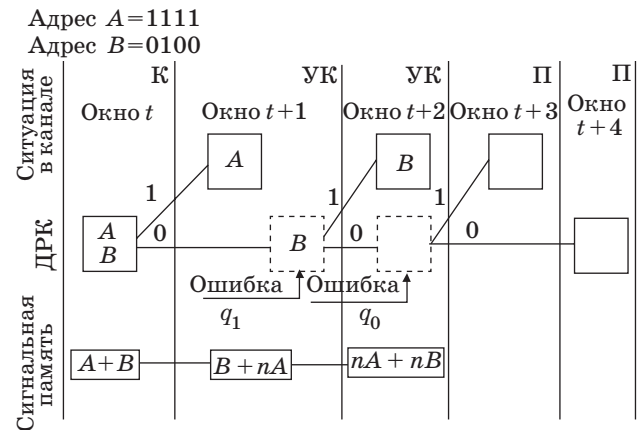 Адрес A=1111
Адрес B=0100
Ситуация в канале
К
УК
УК
П
П
Окно t
Окно t+1
Окно t+2
Окно t+3
Окно t+4
A
B
1
1
1
ДРК
A
B
0
B
0
0
Ошибка q1
Ошибка q0
Сигнальная память
A+B
B+nA
nA+nB